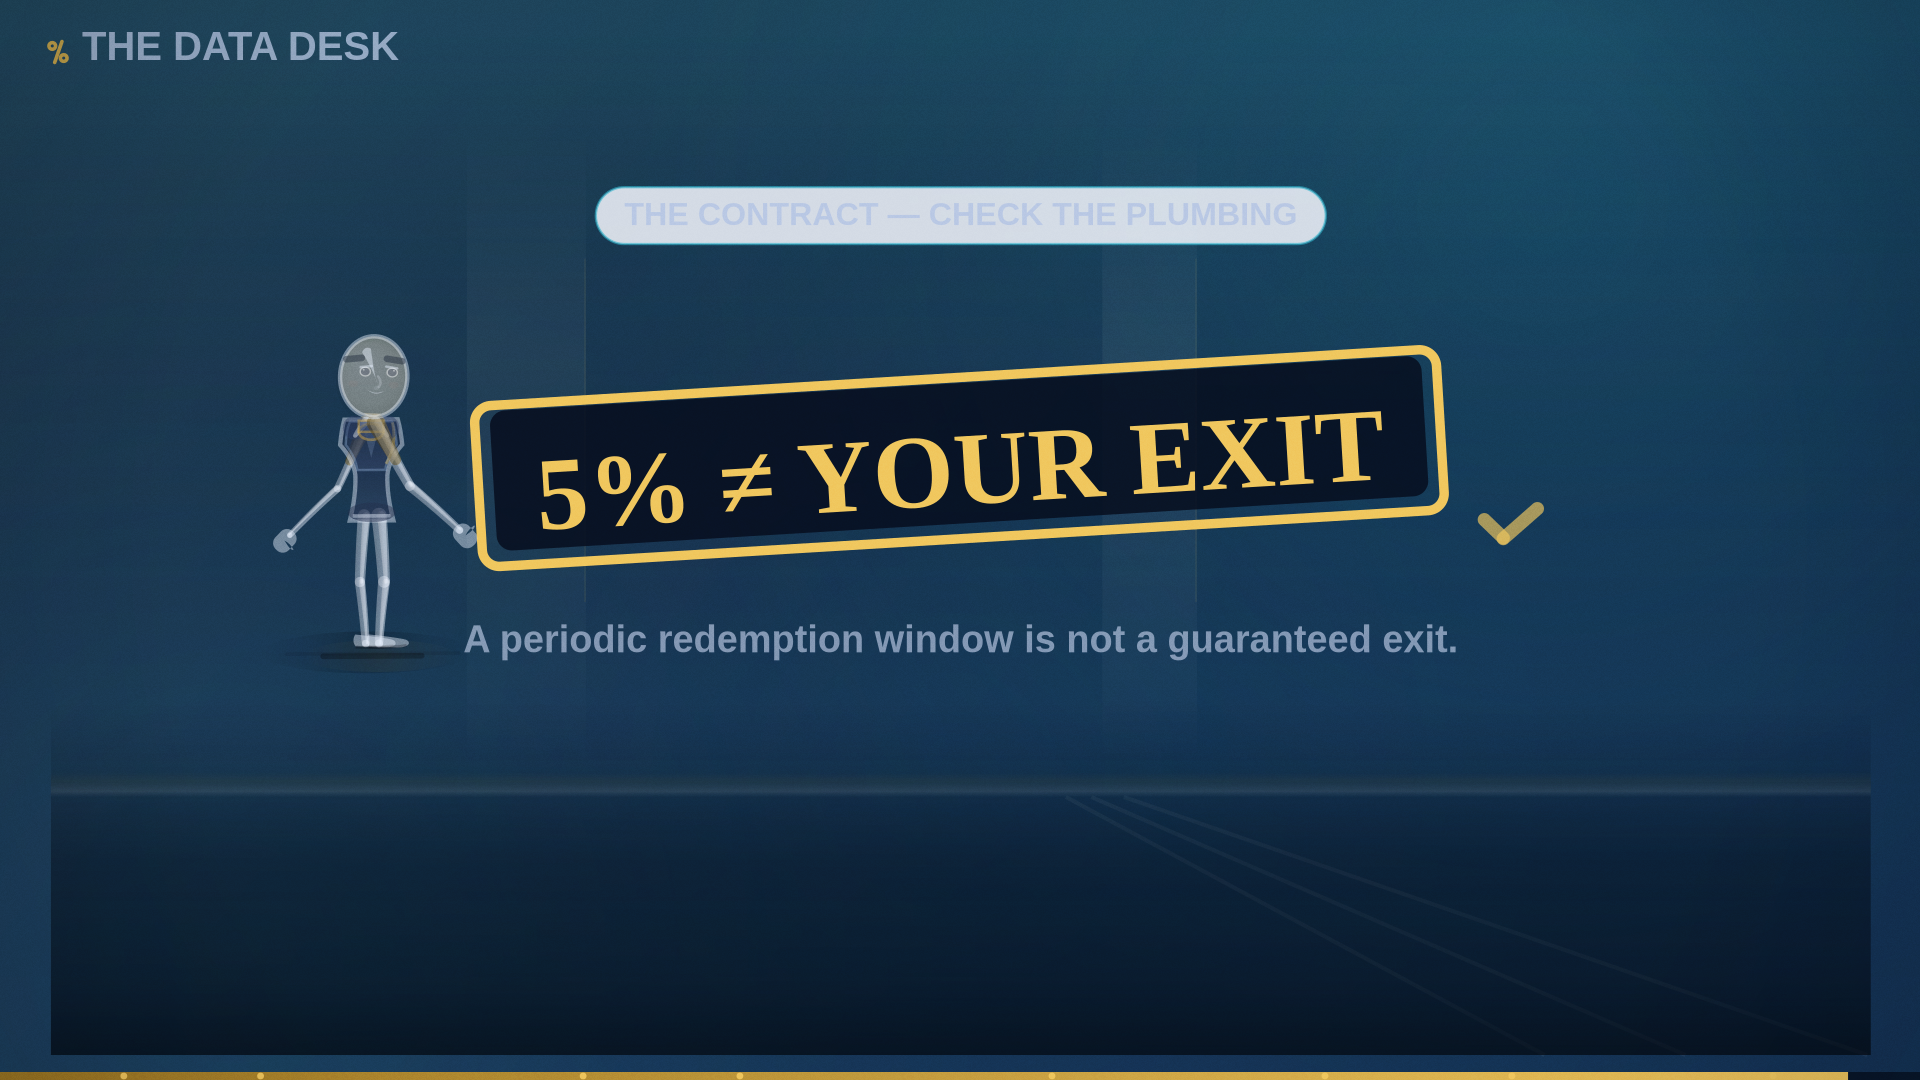 % THE DATA DESK
THE CONTRACT — CHECK THE PLUMBING
5% ≠ YOUR EXIT
A periodic redemption window is not a guaranteed exit.